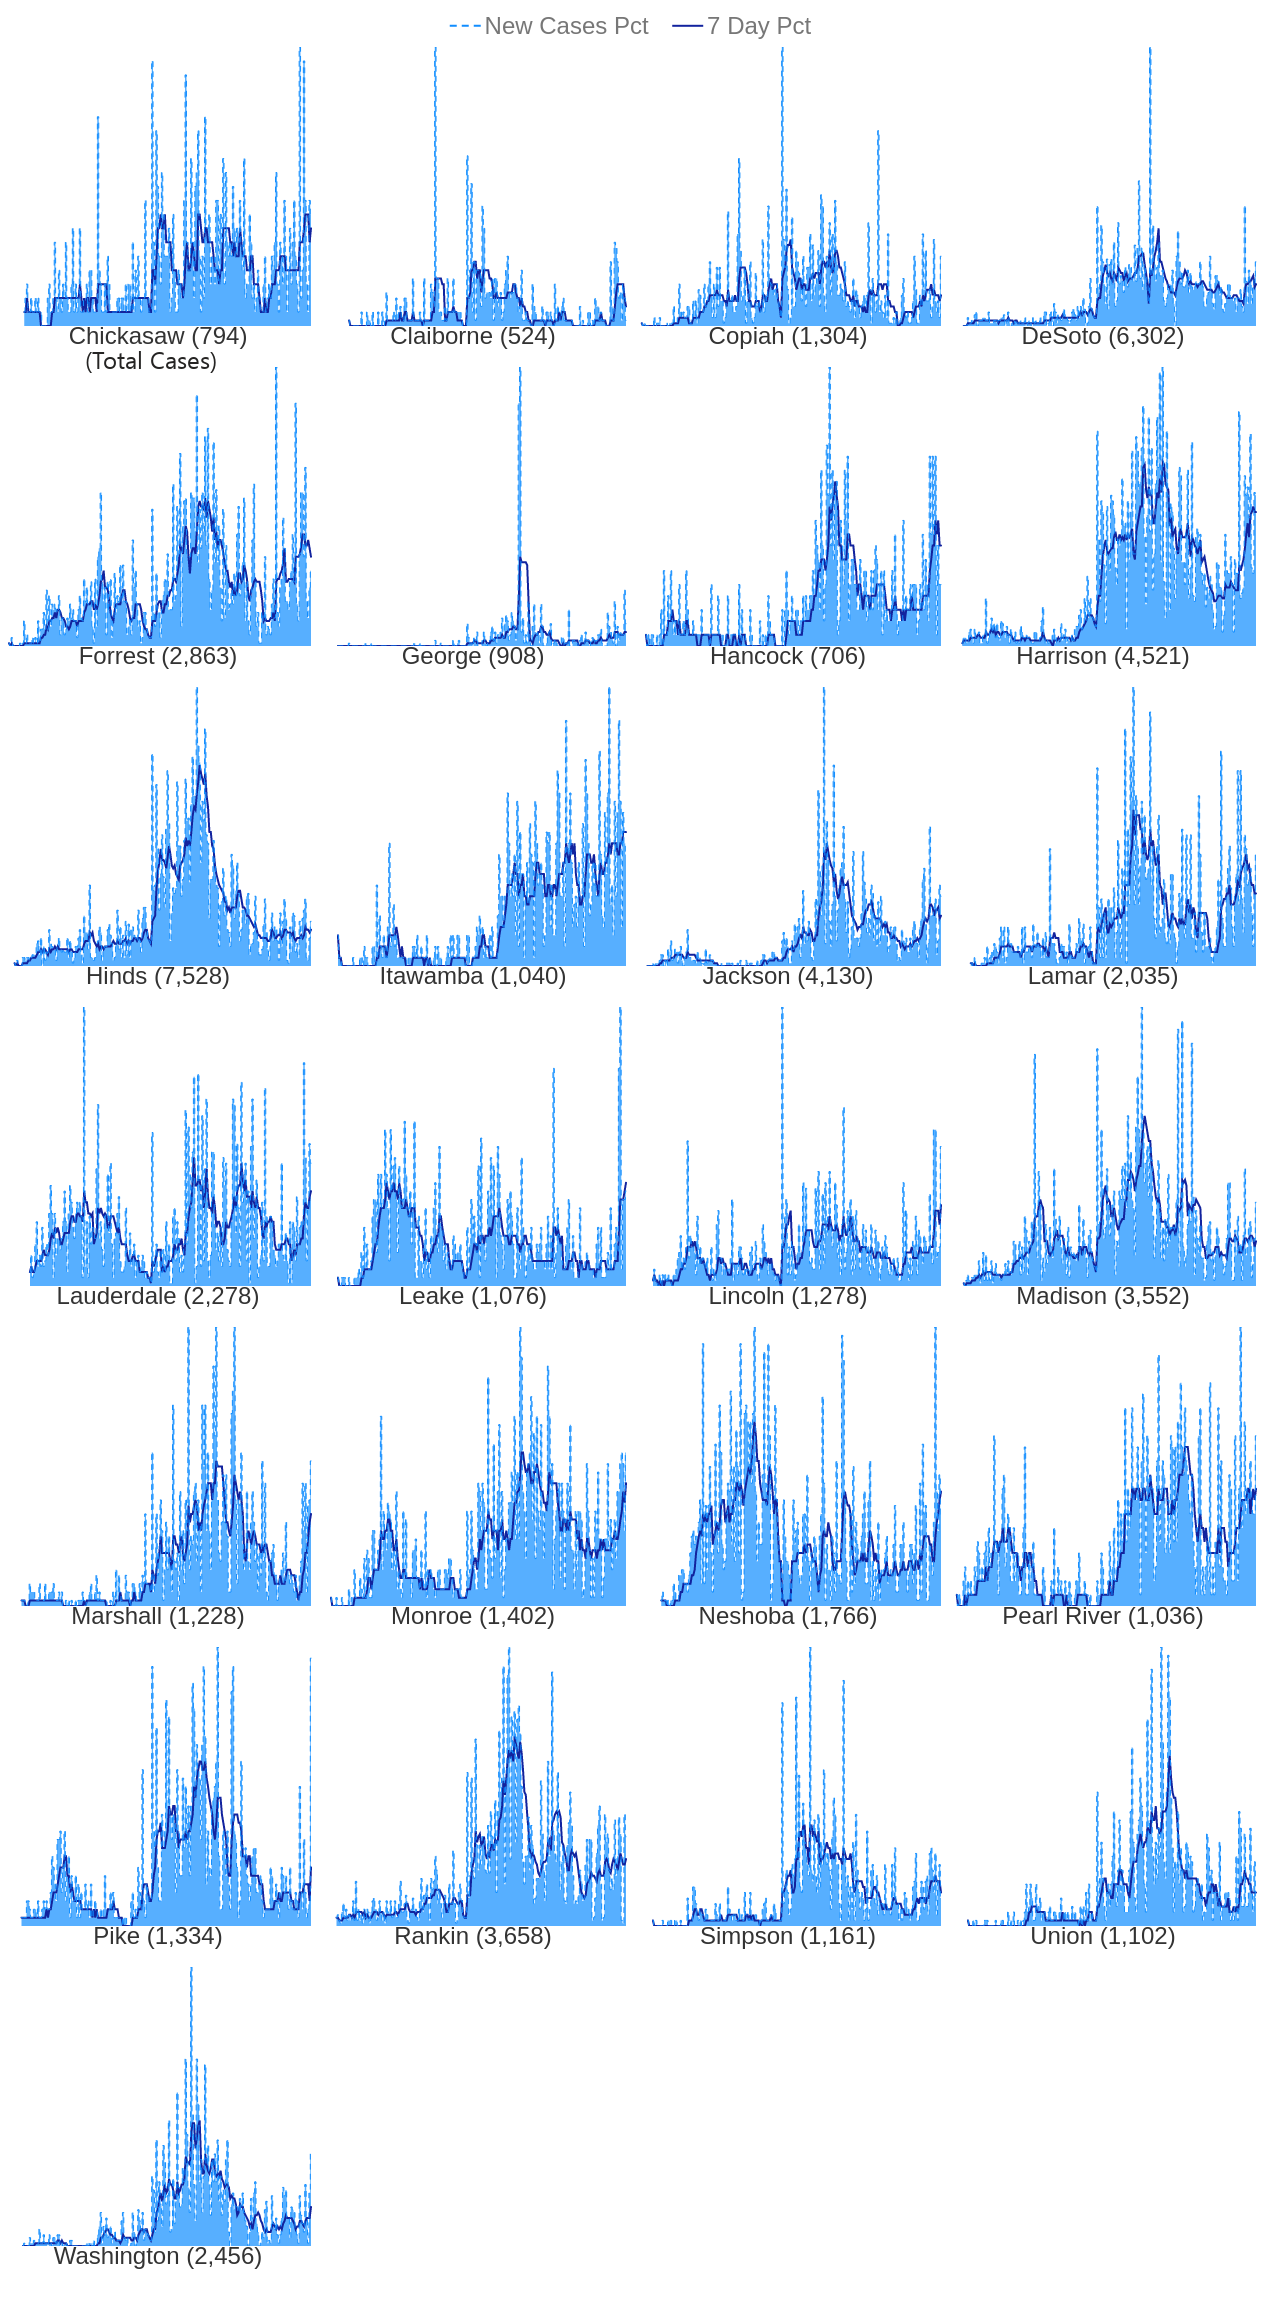 New Cases Pct 7 Day Pct
Chickasaw (794) Claiborne (524) Copiah (1,304) DeSoto (6,302)
(Total Cases)
Forrest (2,863) George (908) Hancock (706) Harrison (4,521)
Hinds (7,528) Itawamba (1,040) Jackson (4,130) Lamar (2,035)
Lauderdale (2,278) Leake (1,076) Lincoln (1,278) Madison (3,552)
Marshall (1,228) Monroe (1,402) Neshoba (1,766) Pearl River (1,036)
Pike (1,334) Rankin (3,658) Simpson (1,161) Union (1,102)
Washington (2,456)